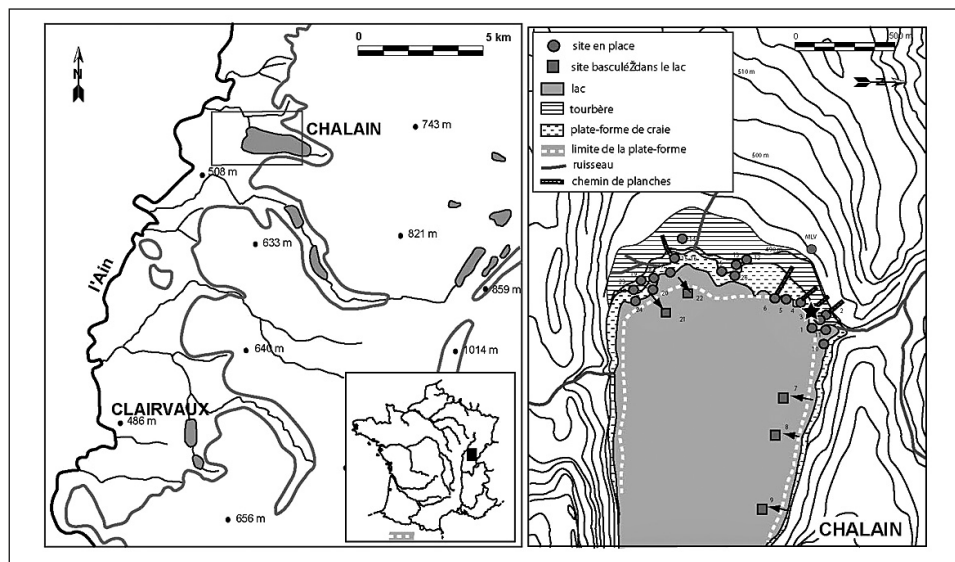 0 5 km
N
CHALAIN
743 m
508 m
l'Ain
633 m
821 m
859 m
640 m
1014 m
CLAIRVAUX
486 m
656 m
0 500 m
site en place
site basculéŽdans le lac
lac
tourbère
plate-forme de craie
limite de la plate-forme
ruisseau
chemin de planches
N
510 m
500 m
MLV
6 5 4 3 2
1
20
22
24
21
7
8
9
CHALAIN